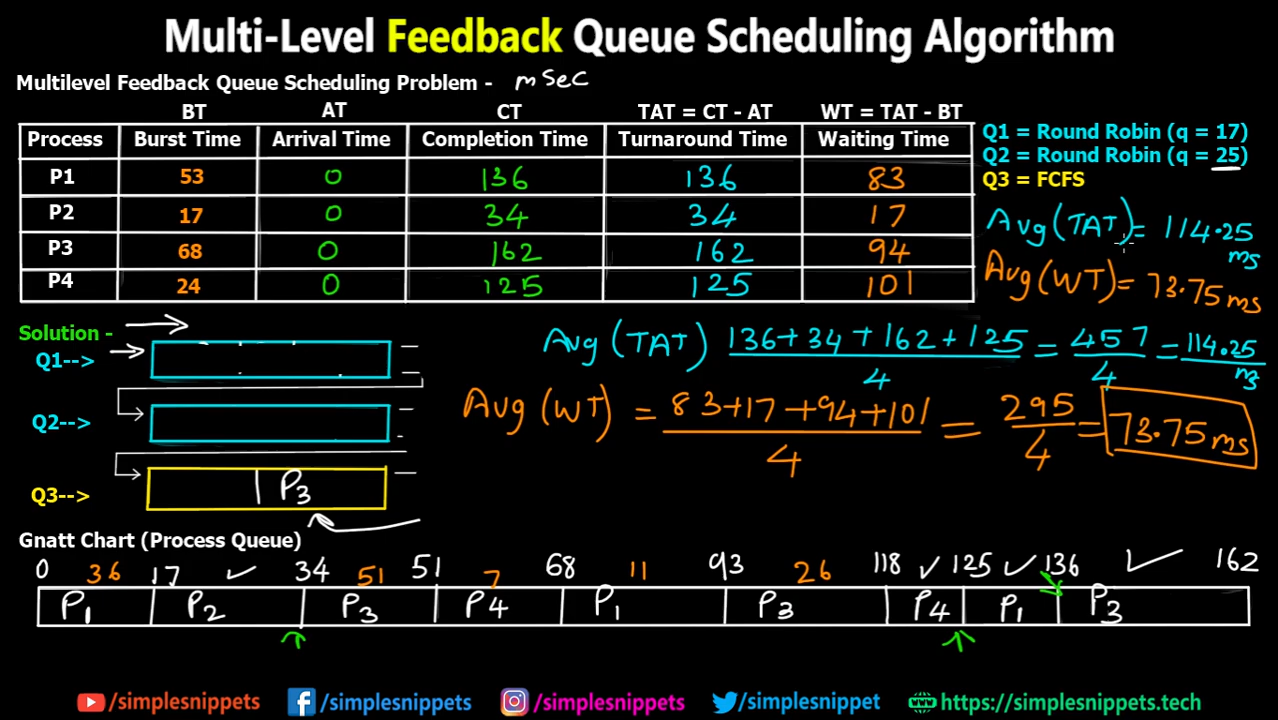 Multi-Level Feedback Queue Scheduling Algorithm
Multilevel Feedback Queue Scheduling Problem - mSec
BT AT CT TAT = CT - AT WT = TAT - BT
Process Burst Time Arrival Time Completion Time Turnaround Time Waiting Time
P1 53 0 136 136 83
P2 17 0 34 34 17
P3 68 0 162 162 94
P4 24 0 125 125 101
Q1 = Round Robin (q = 17)
Q2 = Round Robin (q = 25)
Q3 = FCFS
Avg(TAT) = 114.25 ms
Avg(WT) = 73.75 ms
Solution -
Q1-->
Q2-->
Q3--> P3
Avg (TAT) 136+34+162+125/4 = 457/4 = 114.25 ms
Avg (WT) = 83+17+94+101/4 = 295/4 = 73.75 ms
Gnatt Chart (Process Queue)
0 36 17 34 51 51 7 68 11 93 26 118 125 136 162
P1 P2 P3 P4 P1 P3 P4 P1 P3
/simplesnippets /simplesnippets /simplesnippets /simplesnippets https://simplesnippets.tech